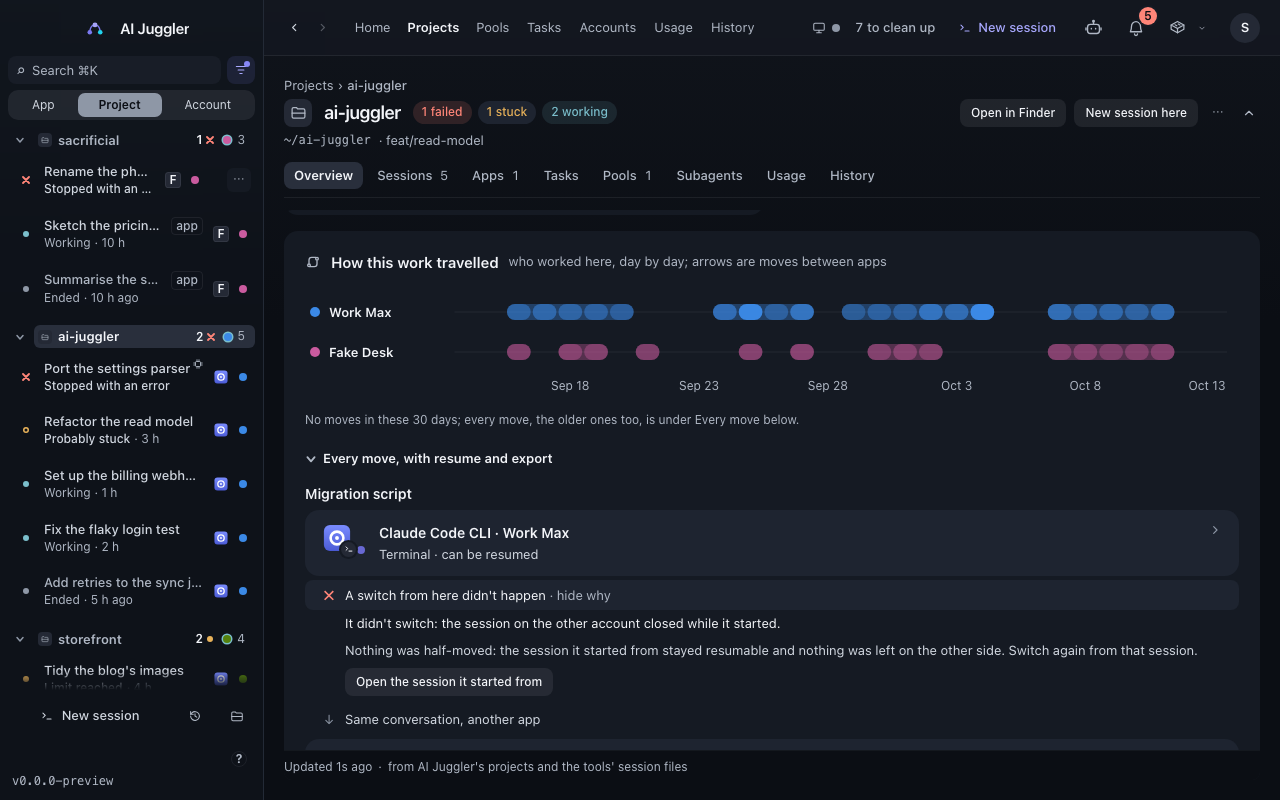 AI Juggler
Search ⌘K
App
Project
Account
sacrificial
1
3
Rename the ph...
Stopped with an ...
F
Sketch the pricin...
app
Working · 10 h
F
Summarise the s...
app
Ended · 10 h ago
F
ai-juggler
2
5
Port the settings parser
Stopped with an error
Refactor the read model
Probably stuck · 3 h
Set up the billing webh...
Working · 1 h
Fix the flaky login test
Working · 2 h
Add retries to the sync j...
Ended · 5 h ago
storefront
2
4
Tidy the blog's images
Limit reached · 4 h
New session
?
v0.0.0-preview
Home
Projects
Pools
Tasks
Accounts
Usage
History
7 to clean up
New session
5
S
Projects › ai-juggler
ai-juggler
1 failed
1 stuck
2 working
Open in Finder
New session here
~/ai-juggler · feat/read-model
Overview
Sessions 5
Apps 1
Tasks
Pools 1
Subagents
Usage
History
How this work travelled
who worked here, day by day; arrows are moves between apps
Work Max
Fake Desk
Sep 18
Sep 23
Sep 28
Oct 3
Oct 8
Oct 13
No moves in these 30 days; every move, the older ones too, is under Every move below.
Every move, with resume and export
Migration script
Claude Code CLI · Work Max
Terminal · can be resumed
A switch from here didn't happen · hide why
It didn't switch: the session on the other account closed while it started.
Nothing was half-moved: the session it started from stayed resumable and nothing was left on the other side. Switch again from that session.
Open the session it started from
Same conversation, another app
Updated 1s ago · from AI Juggler's projects and the tools' session files